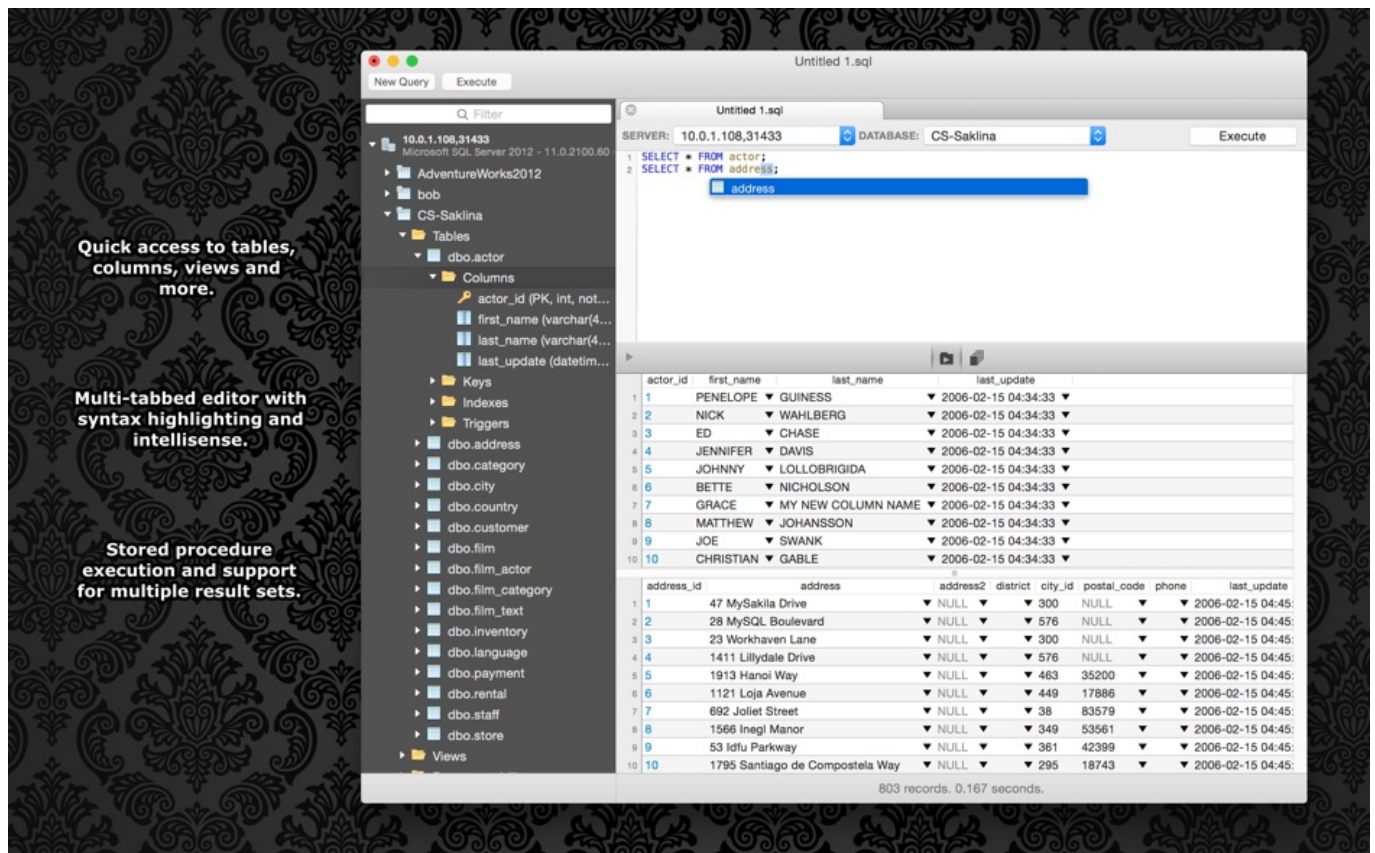 Quick access to tables,
columns, views and
more.
Multi-tabbed editor with
syntax highlighting and
intellisense.
Stored procedure
execution and support
for multiple result sets.
Untitled 1.sql
New Query Execute
Filter
10.0.1.108,31433
Microsoft SQL Server 2012 - 11.0.2100.60
AdventureWorks2012
bob
CS-Saklina
Tables
dbo.actor
Columns
actor_id (PK, int, not...
first_name (varchar(4...
last_name (varchar(4...
last_update (datetim...
Keys
Indexes
Triggers
dbo.address
dbo.category
dbo.city
dbo.country
dbo.customer
dbo.film
dbo.film_actor
dbo.film_category
dbo.film_text
dbo.inventory
dbo.language
dbo.payment
dbo.rental
dbo.staff
dbo.store
Views
Untitled 1.sql
SERVER: 10.0.1.108,31433 DATABASE: CS-Saklina Execute
1 SELECT * FROM actor;
2 SELECT * FROM address;
address
actor_id first_name last_name last_update
1 1 PENELOPE GUINESS 2006-02-15 04:34:33
2 2 NICK WAHLBERG 2006-02-15 04:34:33
3 3 ED CHASE 2006-02-15 04:34:33
4 4 JENNIFER DAVIS 2006-02-15 04:34:33
5 5 JOHNNY LOLLOBRIGIDA 2006-02-15 04:34:33
6 6 BETTE NICHOLSON 2006-02-15 04:34:33
7 7 GRACE MY NEW COLUMN NAME 2006-02-15 04:34:33
8 8 MATTHEW JOHANSSON 2006-02-15 04:34:33
9 9 JOE SWANK 2006-02-15 04:34:33
10 10 CHRISTIAN GABLE 2006-02-15 04:34:33
address_id address address2 district city_id postal_code phone last_update
1 1 47 MySakila Drive NULL 300 NULL 2006-02-15 04:45:
2 2 28 MySQL Boulevard NULL 576 NULL 2006-02-15 04:45:
3 3 23 Workhaven Lane NULL 300 NULL 2006-02-15 04:45:
4 4 1411 Lillydale Drive NULL 576 NULL 2006-02-15 04:45:
5 5 1913 Hanoi Way NULL 463 35200 2006-02-15 04:45:
6 6 1121 Loja Avenue NULL 449 17886 2006-02-15 04:45:
7 7 692 Joliet Street NULL 38 83579 2006-02-15 04:45:
8 8 1566 Inegl Manor NULL 349 53561 2006-02-15 04:45:
9 9 53 Idfu Parkway NULL 361 42399 2006-02-15 04:45:
10 10 1795 Santiago de Compostela Way NULL 295 18743 2006-02-15 04:45:
803 records. 0.167 seconds.